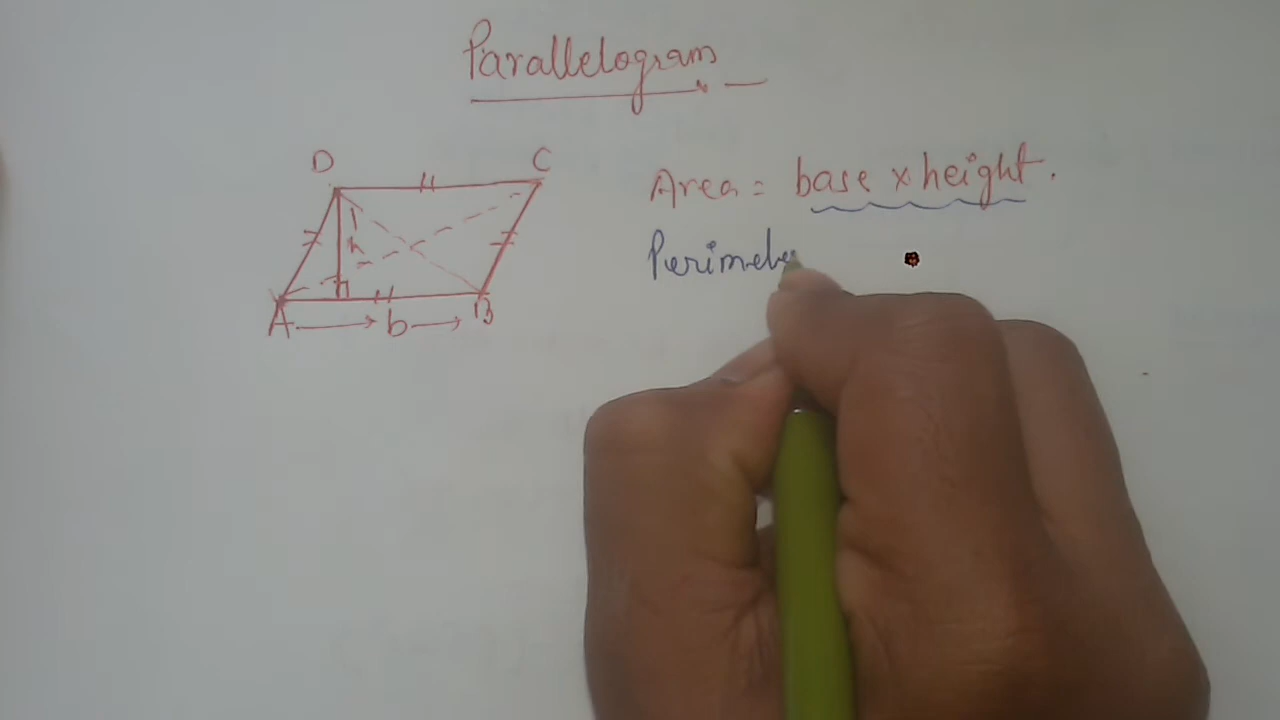 Parallelogram
D C
Area = base × height.
h
Perimete
A b B